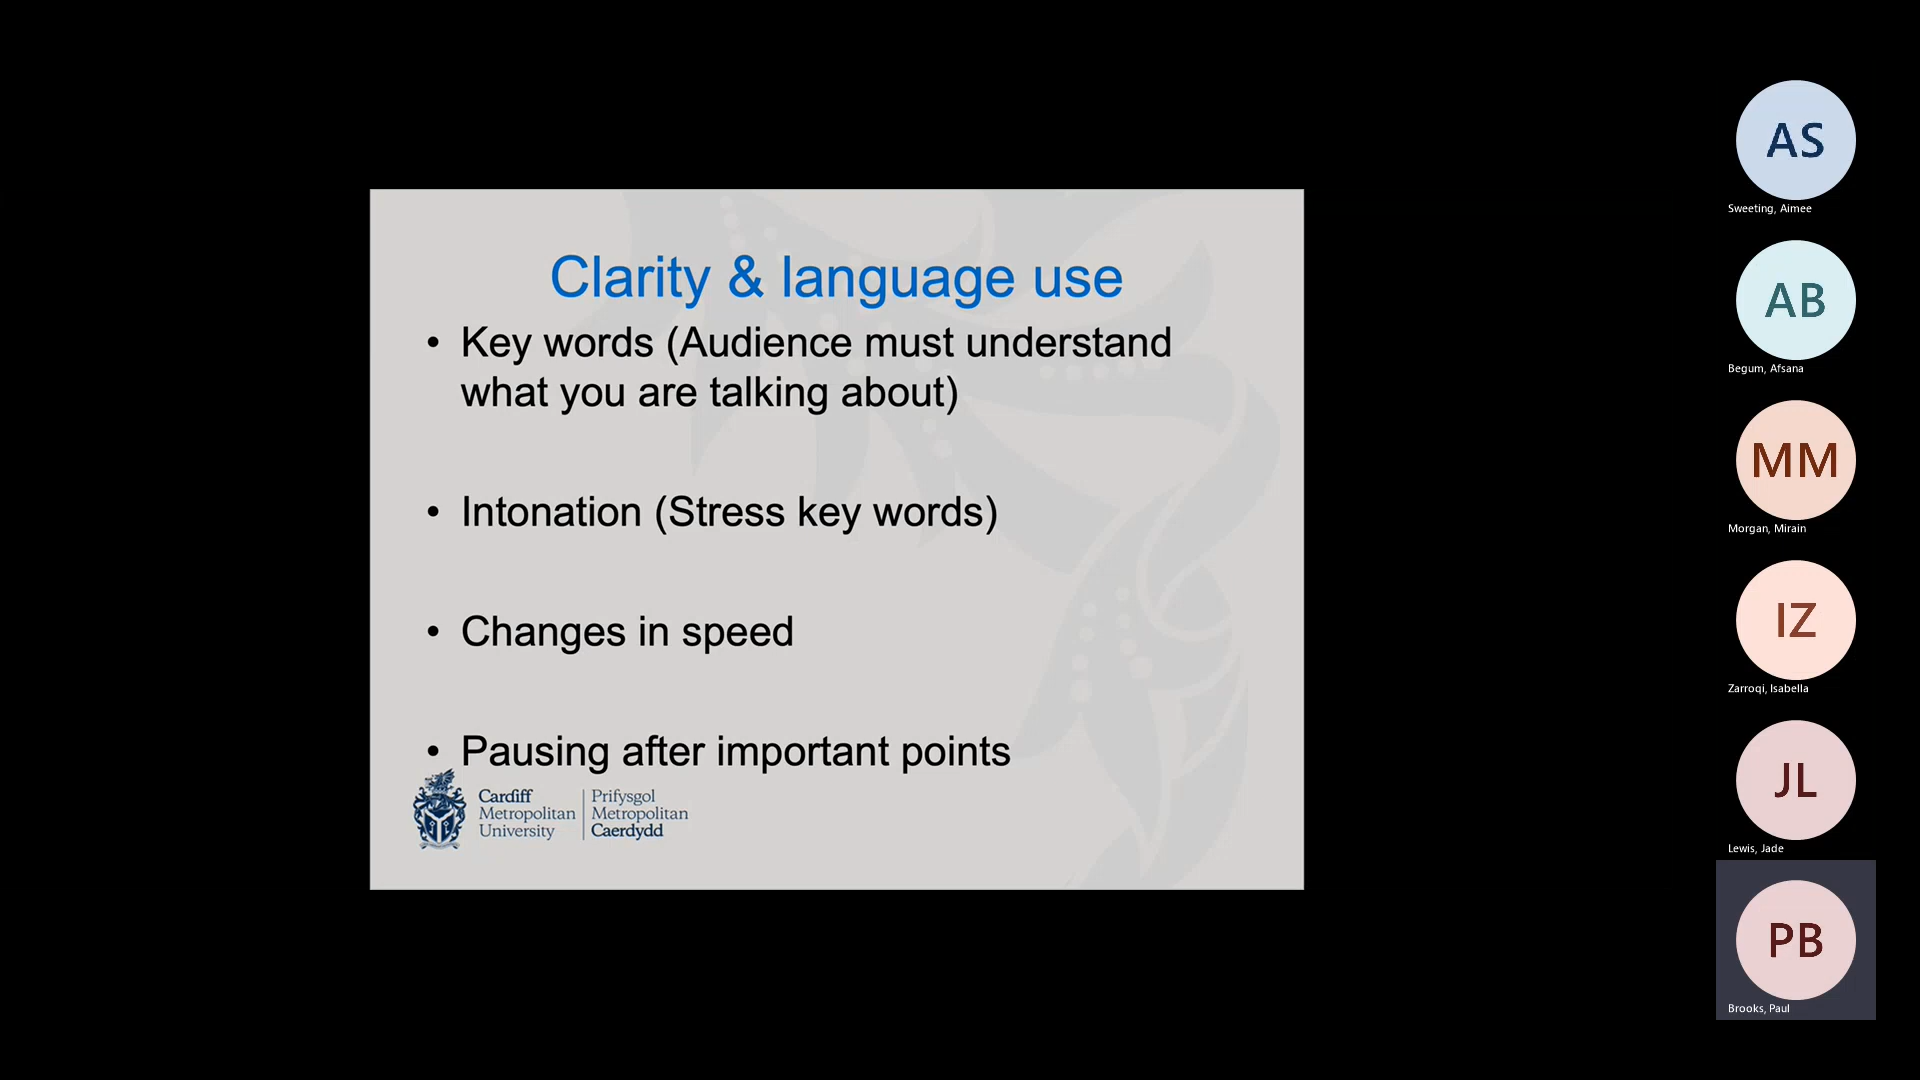 Clarity & language use
• Key words (Audience must understand
what you are talking about)
• Intonation (Stress key words)
• Changes in speed
• Pausing after important points
Cardiff
Metropolitan
University
Prifysgol
Metropolitan
Caerdydd
AS
Sweeting, Aimee
AB
Begum, Afsana
MM
Morgan, Mirain
IZ
Zarroqi, Isabella
JL
Lewis, Jade
PB
Brooks, Paul